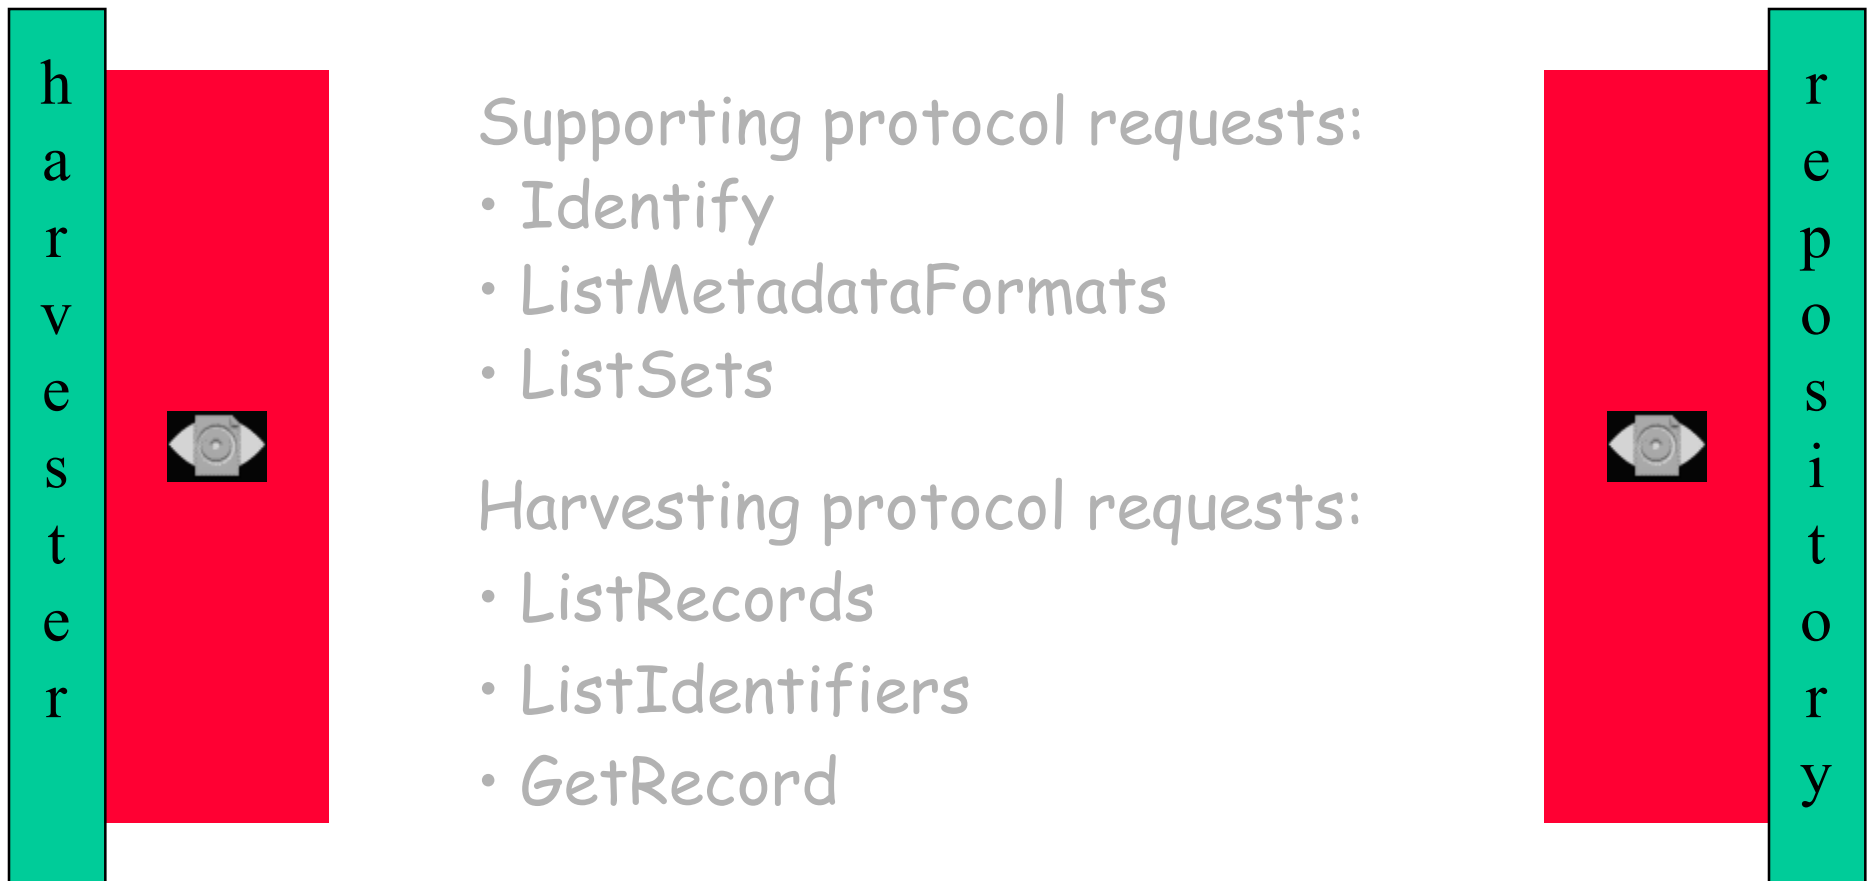 harvester
Supporting protocol requests:
• Identify
• ListMetadataFormats
• ListSets
Harvesting protocol requests:
• ListRecords
• ListIdentifiers
• GetRecord
repository